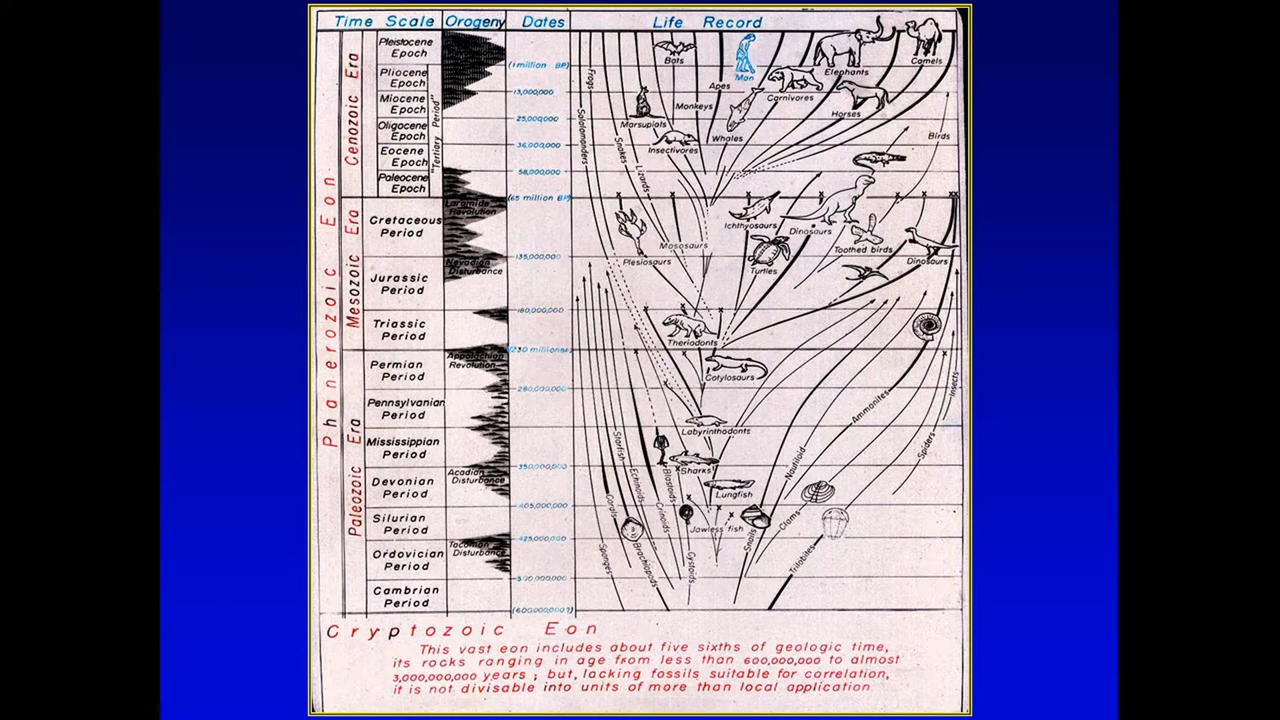 Time Scale Orogeny Dates Life Record
Phanerozoic Eon
Cenozoic Era
Mesozoic Era
Paleozoic Era
Pleistocene
Epoch
Pliocene
Epoch
Miocene
Epoch
Oligocene
Epoch
Eocene
Epoch
Paleocene
Epoch
"Tertiary Period"
Cretaceous
Period
Jurassic
Period
Triassic
Period
Permian
Period
Pennsylvanian
Period
Mississippian
Period
Devonian
Period
Silurian
Period
Ordovician
Period
Cambrian
Period
Laramide
Revolution
Nevadian
Disturbance
Appalachian
Revolution
Acadian
Disturbance
Taconian
Disturbance
(1 million BP)
13,000,000
25,000,000
36,000,000
58,000,000
(65 million BP)
135,000,000
180,000,000
(230 million)
280,000,000
350,000,000
405,000,000
425,000,000
500,000,000
(600,000,000?)
Frogs
Salalamanders
Bats
Man
Elephants
Camels
Apes
Carnivores
Monkeys
Horses
Marsupials
Whales
Insectivores
Birds
Snakes
Lizards
Ichthyosaurs
Dinosaurs
Toothed birds
Mososaurs
Plesiosaurs
Turtles
Dinosaurs
Theriodonts
Cotylosaurs
Insects
Ammonites
Labyrinthodonts
Spiders
Starfish
Echinoids
Blastoids
Sharks
Nautiloid
Lungfish
Corals
Crinoids
Jawless fish
Snails
Clams
Sponges
Brachiopods
Cystoids
Trilobites
Cryptozoic Eon
This vast eon includes about five sixths of geologic time,
its rocks ranging in age from less than 600,000,000 to almost
3,000,000,000 years ; but, lacking fossils suitable for correlation,
it is not divisable into units of more than local application